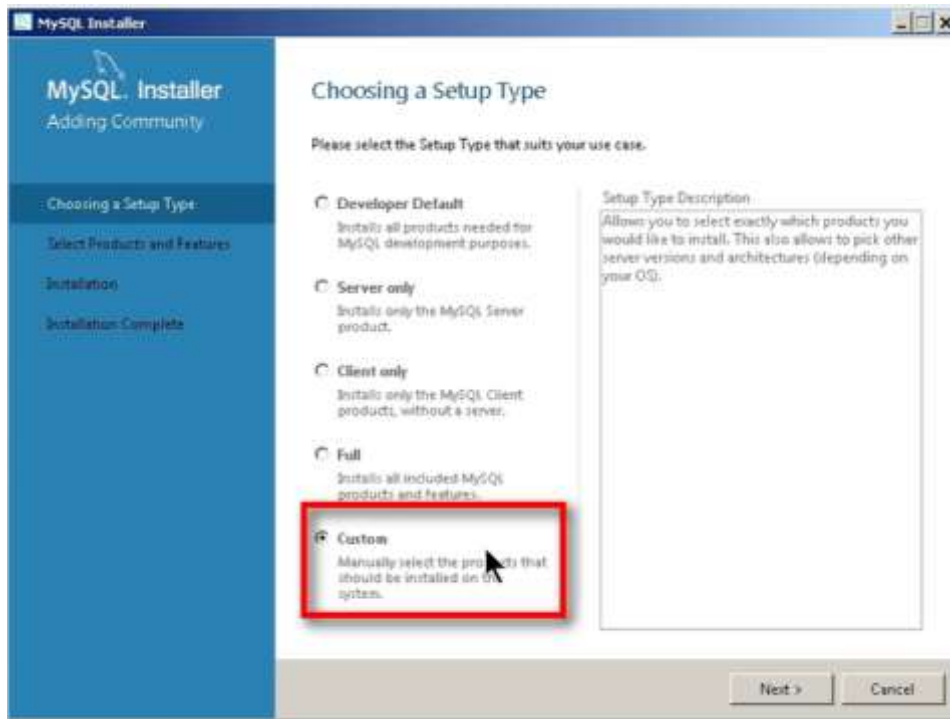 MySQL Installer
MySQL. Installer
Adding Community
Choosing a Setup Type
Select Products and Features
Installation
Installation Complete
Choosing a Setup Type
Please select the Setup Type that suits your use case.
Developer Default
Installs all products needed for
MySQL development purposes.
Server only
Installs only the MySQL Server
product.
Client only
Installs only the MySQL Client
products, without a server.
Full
Installs all included MySQL
products and features.
Custom
Manually select the products that
should be installed on the
system.
Setup Type Description
Allows you to select exactly which products you
would like to install. This also allows to pick other
server versions and architectures (depending on
your OS).
Next >
Cancel